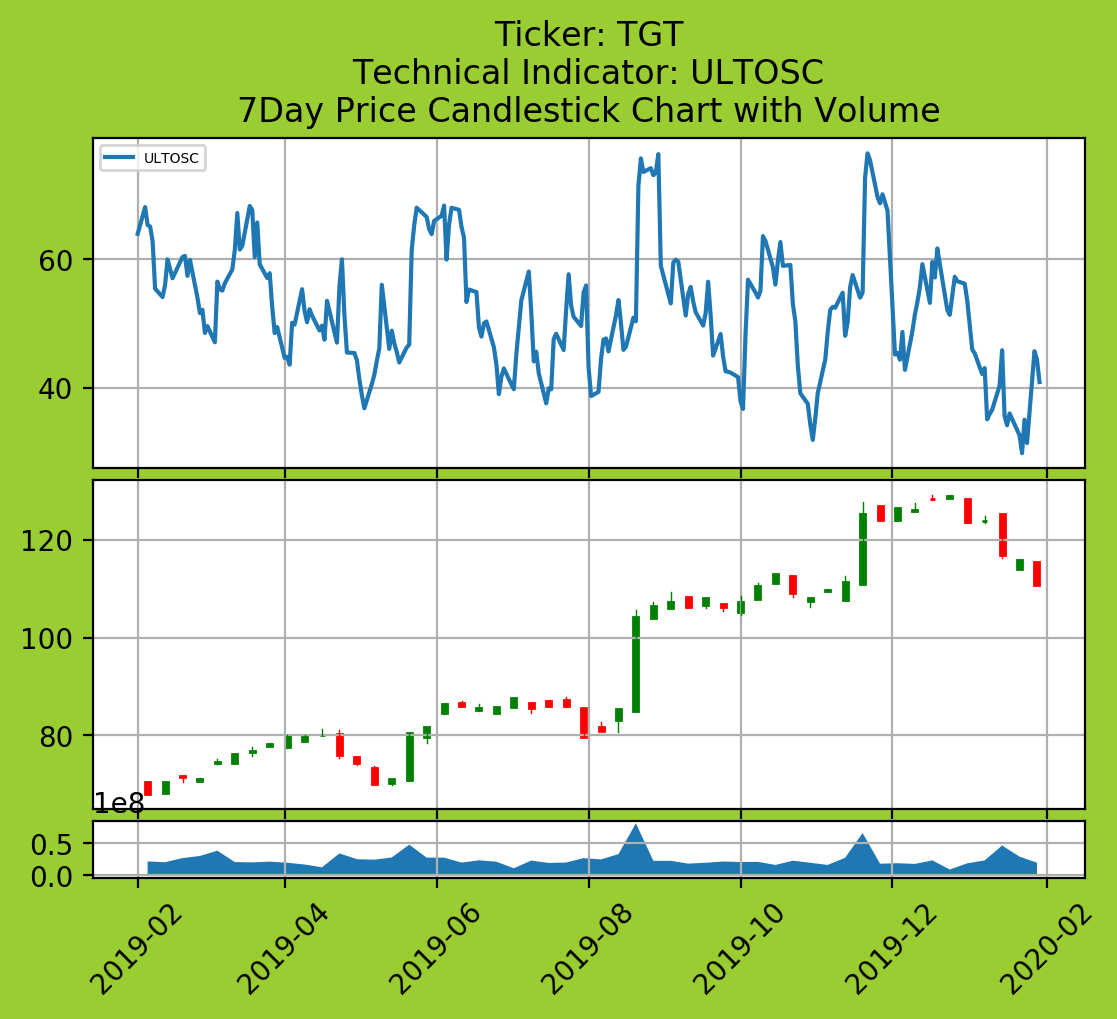 Ticker: TGT
Technical Indicator: ULTOSC
7Day Price Candlestick Chart with Volume
ULTOSC
60
40
120
100
80
1e8
0.5
0.0
2019-02
2019-04
2019-06
2019-08
2019-10
2019-12
2020-02